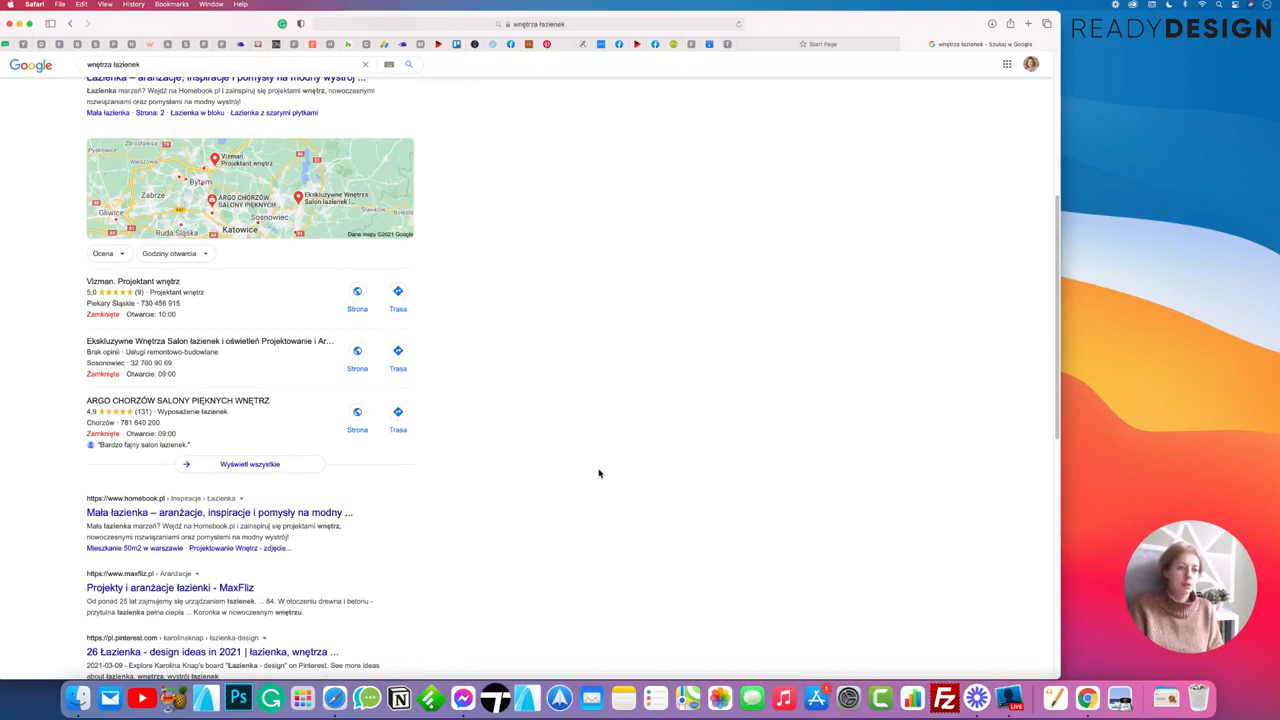 Safari File Edit View History Bookmarks Window Help
wnętrza łazienek
READYDESIGN
Start Page
wnętrza łazienek - Szukaj w Google
Google
wnętrza łazienek
Łazienka – aranżacje, inspiracje i pomysły na modny wystrój ...
Łazienka marzeń? Wejdź na Homebook.pl i zainspiruj się projektami wnętrz, nowoczesnymi
rozwiązaniami oraz pomysłami na modny wystrój!
Mała łazienka · Strona: 2 · Łazienka w bloku · Łazienka z szarymi płytkami
Pyskowice
Zbrosławice
Wieszowa
Vizman.
Projektant wnętrz
Bytom
Zabrze
ARGO CHORZÓW
SALONY PIĘKNYCH...
Ekskluzywne Wnętrza
Salon łazienek i...
Gliwice
Sosnowiec
Sławków
Ruda Śląska
Katowice
Dane mapy ©2021 Google
Ocena
Godziny otwarcia
Vizman. Projektant wnętrz
5,0 (9) · Projektant wnętrz
Piekary Śląskie · 730 456 915
Zamknięte · Otwarcie: 10:00
Strona
Trasa
Ekskluzywne Wnętrza Salon łazienek i oświetleń Projektowanie i Ar...
Brak opinii · Usługi remontowo-budowlane
Sosonowiec · 32 760 90 69
Zamknięte · Otwarcie: 09:00
Strona
Trasa
ARGO CHORZÓW SALONY PIĘKNYCH WNĘTRZ
4,9 (131) · Wyposażenie łazienek
Chorzów · 781 640 200
Zamknięte · Otwarcie: 09:00
"Bardzo fajny salon łazienek."
Strona
Trasa
Wyświetl wszystkie
https://www.homebook.pl › Inspiracje › Łazienka
Mała łazienka – aranżacje, inspiracje i pomysły na modny ...
Mała łazienka marzeń? Wejdź na Homebook.pl i zainspiruj się projektami wnętrz,
nowoczesnymi rozwiązaniami oraz pomysłami na modny wystrój!
Mieszkanie 50m2 w warszawie · Projektowanie Wnętrz - zdjęcie...
https://www.maxfliz.pl › Aranżacje
Projekty i aranżacje łazienki - MaxFliz
Od ponad 25 lat zajmujemy się urządzaniem łazienek. ... 84. W otoczeniu drewna i betonu -
przytulna łazienka pełna ciepła ... Koronka w nowoczesnym wnętrzu.
https://pl.pinterest.com › karolinaknap › łazienka-design
26 Łazienka - design ideas in 2021 | łazienka, wnętrza ...
2021-03-09 - Explore Karolina Knap's board "Łazienka - design" on Pinterest. See more ideas
about łazienka, wnętrza, wystrój łazienek.
Ps
FZ
LIVE